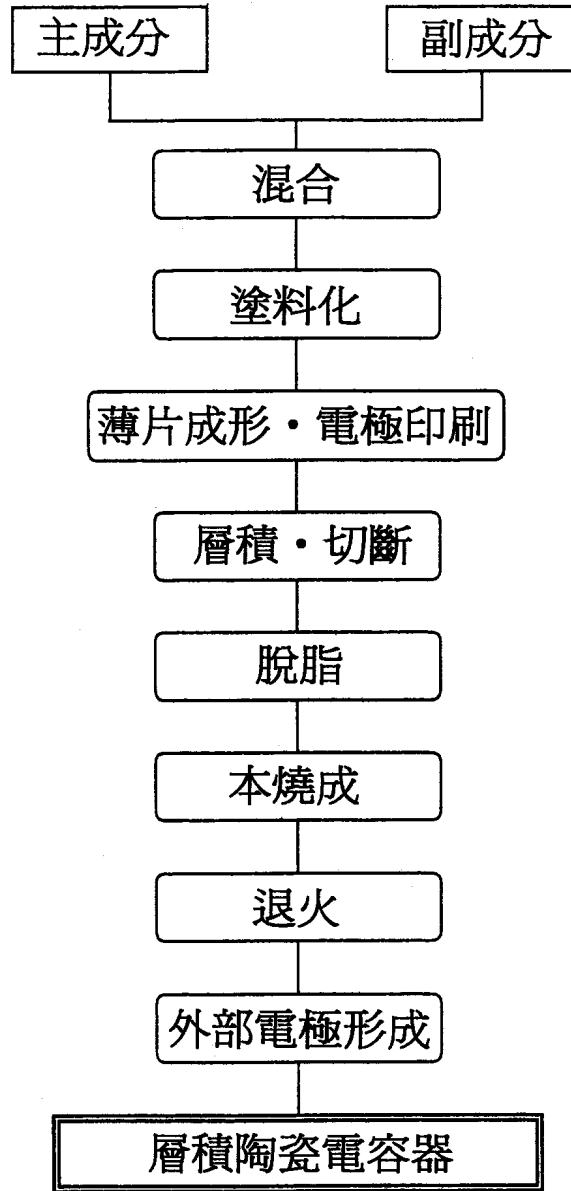 主成分
副成分
混合
塗料化
薄片成形・電極印刷
層積・切斷
脫脂
本燒成
退火
外部電極形成
層積陶瓷電容器